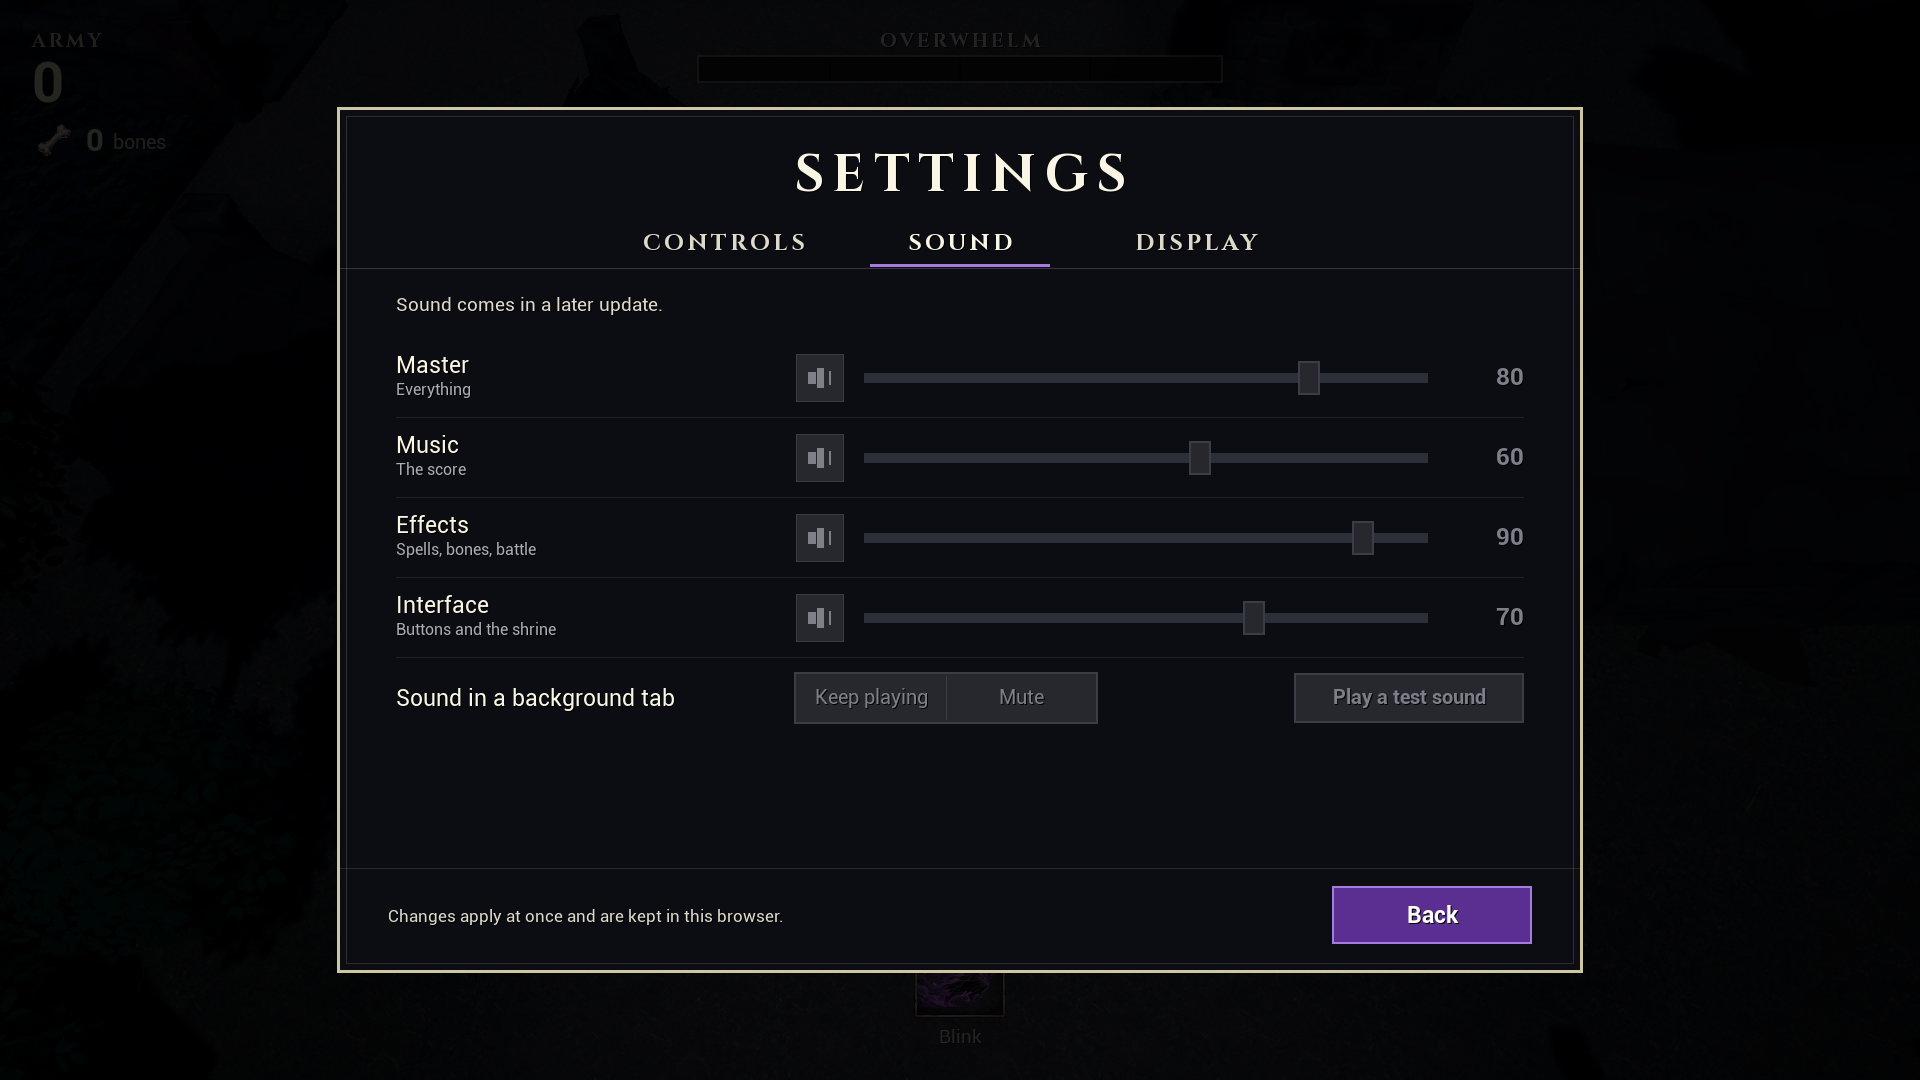 ARMY
0
0 bones
OVERWHELM
SETTINGS
CONTROLS SOUND DISPLAY
Sound comes in a later update.
Master
Everything
80
Music
The score
60
Effects
Spells, bones, battle
90
Interface
Buttons and the shrine
70
Sound in a background tab Keep playing Mute Play a test sound
Changes apply at once and are kept in this browser. Back
Blink